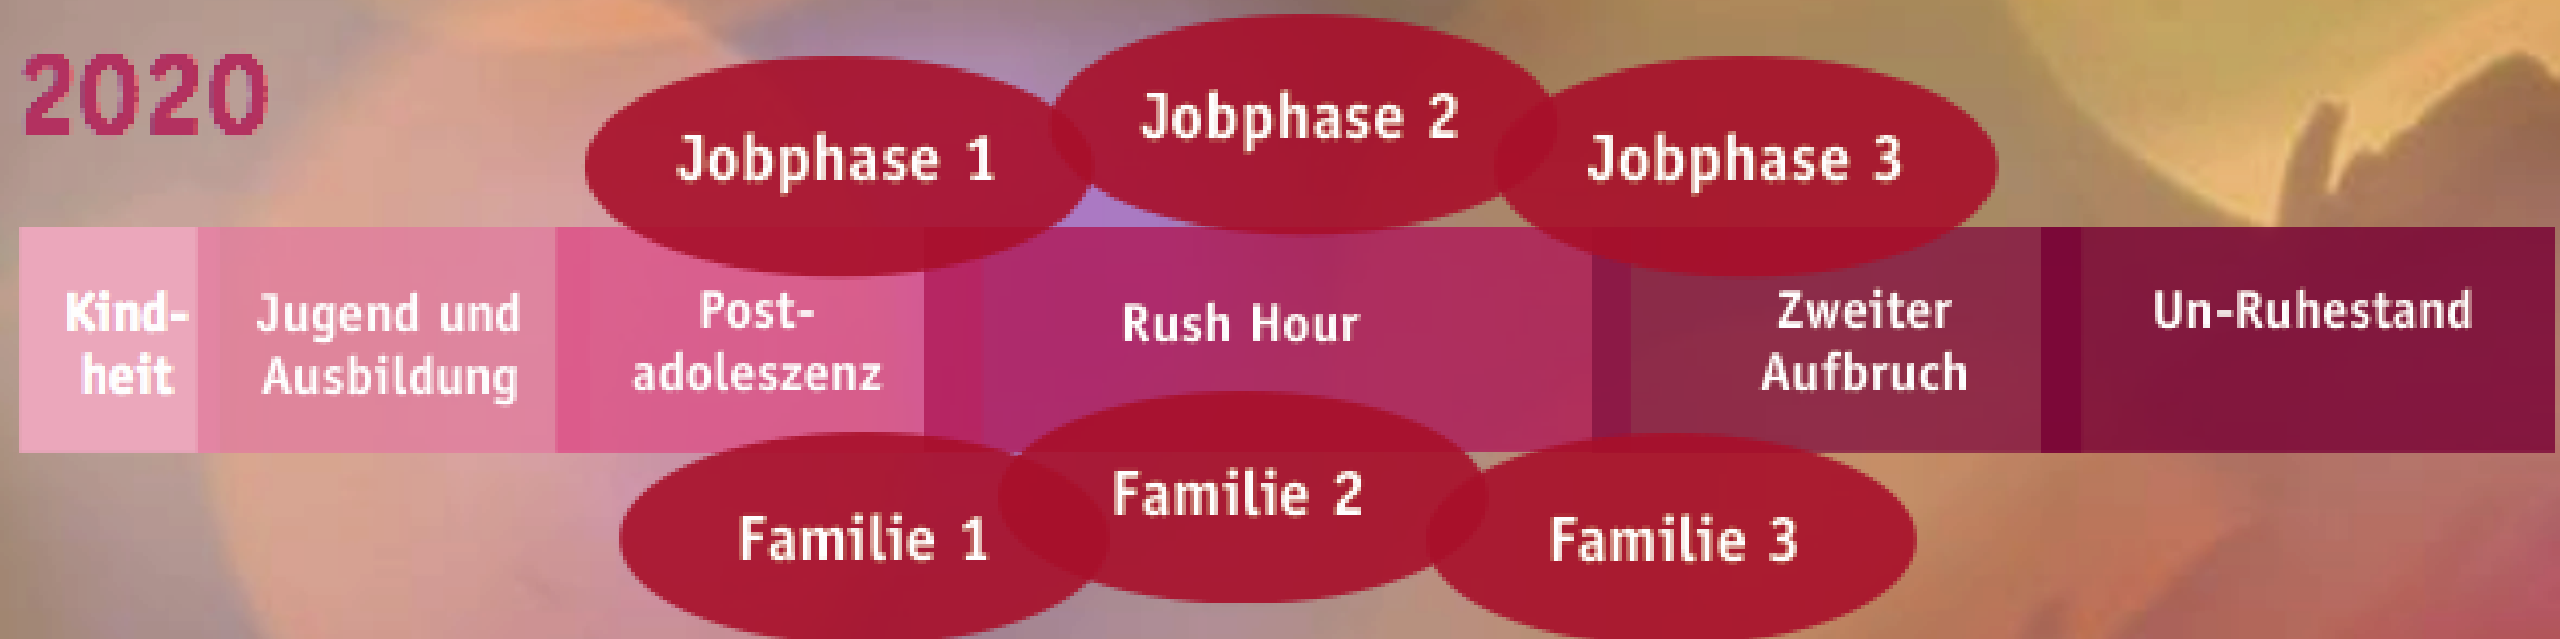 2020
Jobphase 1
Jobphase 2
Jobphase 3
Kind-
heit
Jugend und
Ausbildung
Post-
adoleszenz
Rush Hour
Zweiter
Aufbruch
Un-Ruhestand
Familie 1
Familie 2
Familie 3